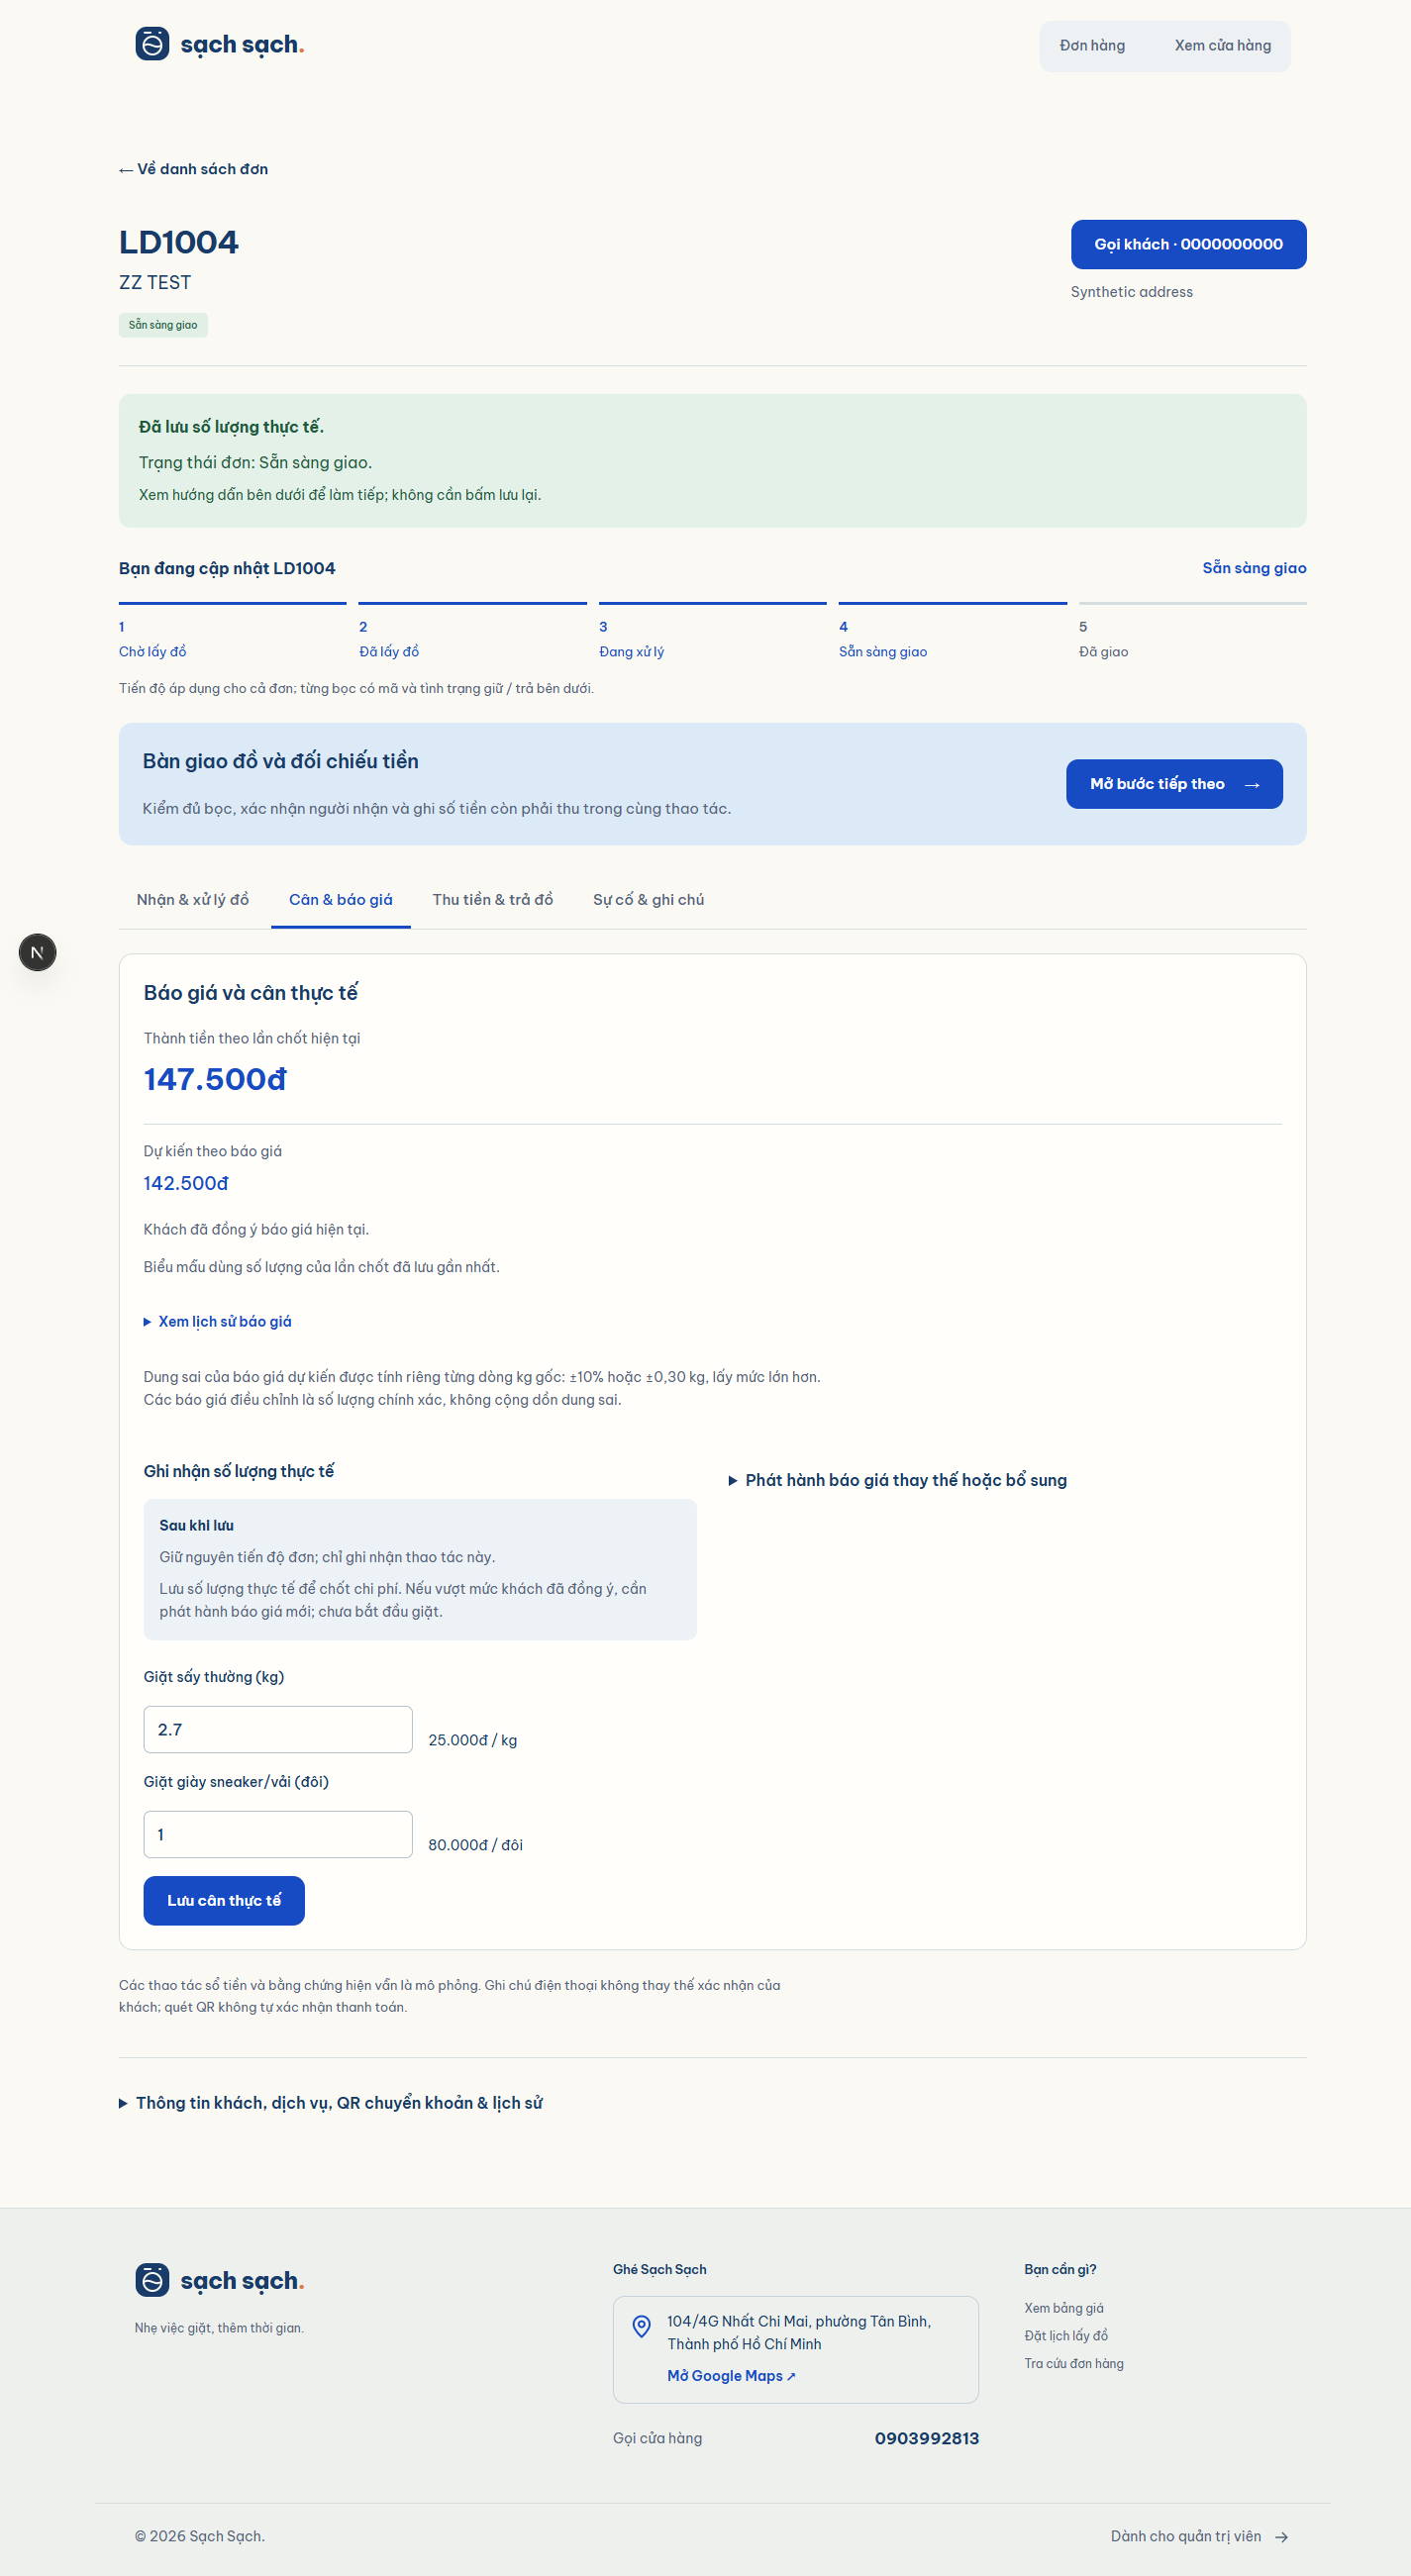 sạch sạch.
Đơn hàng
Xem cửa hàng
← Về danh sách đơn
LD1004
ZZ TEST
Sẵn sàng giao
Gọi khách · 0000000000
Synthetic address
Đã lưu số lượng thực tế.
Trạng thái đơn: Sẵn sàng giao.
Xem hướng dẫn bên dưới để làm tiếp; không cần bấm lưu lại.
Bạn đang cập nhật LD1004
Sẵn sàng giao
1
Chờ lấy đồ
2
Đã lấy đồ
3
Đang xử lý
4
Sẵn sàng giao
5
Đã giao
Tiến độ áp dụng cho cả đơn; từng bọc có mã và tình trạng giữ / trả bên dưới.
Bàn giao đồ và đối chiếu tiền
Kiểm đủ bọc, xác nhận người nhận và ghi số tiền còn phải thu trong cùng thao tác.
Mở bước tiếp theo →
Nhận & xử lý đồ
Cân & báo giá
Thu tiền & trả đồ
Sự cố & ghi chú
N
Báo giá và cân thực tế
Thành tiền theo lần chốt hiện tại
147.500đ
Dự kiến theo báo giá
142.500đ
Khách đã đồng ý báo giá hiện tại.
Biểu mẫu dùng số lượng của lần chốt đã lưu gần nhất.
▶ Xem lịch sử báo giá
Dung sai của báo giá dự kiến được tính riêng từng dòng kg gốc: ±10% hoặc ±0,30 kg, lấy mức lớn hơn.
Các báo giá điều chỉnh là số lượng chính xác, không cộng dồn dung sai.
Ghi nhận số lượng thực tế
▶ Phát hành báo giá thay thế hoặc bổ sung
Sau khi lưu
Giữ nguyên tiến độ đơn; chỉ ghi nhận thao tác này.
Lưu số lượng thực tế để chốt chi phí. Nếu vượt mức khách đã đồng ý, cần
phát hành báo giá mới; chưa bắt đầu giặt.
Giặt sấy thường (kg)
2.7
25.000đ / kg
Giặt giày sneaker/vải (đôi)
1
80.000đ / đôi
Lưu cân thực tế
Các thao tác sổ tiền và bằng chứng hiện vẫn là mô phỏng. Ghi chú điện thoại không thay thế xác nhận của
khách; quét QR không tự xác nhận thanh toán.
▶ Thông tin khách, dịch vụ, QR chuyển khoản & lịch sử
sạch sạch.
Nhẹ việc giặt, thêm thời gian.
Ghé Sạch Sạch
104/4G Nhất Chi Mai, phường Tân Bình,
Thành phố Hồ Chí Minh
Mở Google Maps ↗
Gọi cửa hàng
0903992813
Bạn cần gì?
Xem bảng giá
Đặt lịch lấy đồ
Tra cứu đơn hàng
© 2026 Sạch Sạch.
Dành cho quản trị viên →